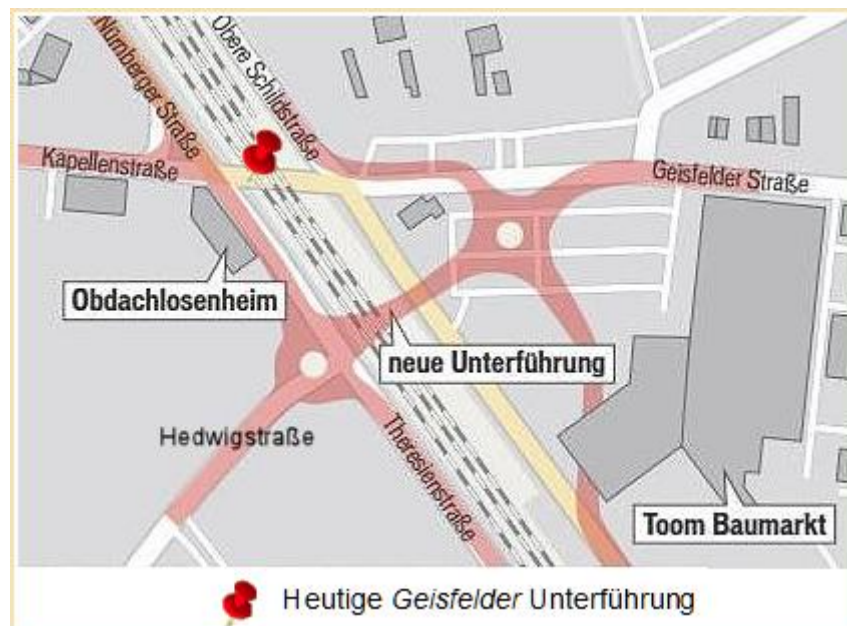 Nürnberger Straße
Obere Schildstraße
Kapellenstraße
Geisfelder Straße
Obdachlosenheim
neue Unterführung
Hedwigstraße
Theresienstraße
Toom Baumarkt
Heutige Geisfelder Unterführung